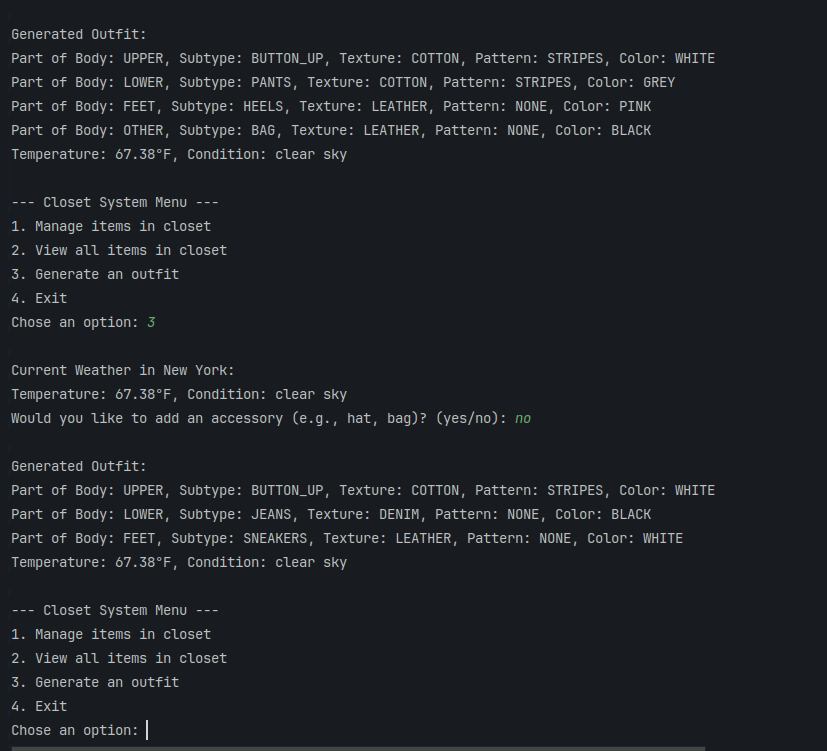 Generated Outfit:
Part of Body: UPPER, Subtype: BUTTON_UP, Texture: COTTON, Pattern: STRIPES, Color: WHITE
Part of Body: LOWER, Subtype: PANTS, Texture: COTTON, Pattern: STRIPES, Color: GREY
Part of Body: FEET, Subtype: HEELS, Texture: LEATHER, Pattern: NONE, Color: PINK
Part of Body: OTHER, Subtype: BAG, Texture: LEATHER, Pattern: NONE, Color: BLACK
Temperature: 67.38°F, Condition: clear sky
--- Closet System Menu ---
1. Manage items in closet
2. View all items in closet
3. Generate an outfit
4. Exit
Chose an option: 3
Current Weather in New York:
Temperature: 67.38°F, Condition: clear sky
Would you like to add an accessory (e.g., hat, bag)? (yes/no): no
Generated Outfit:
Part of Body: UPPER, Subtype: BUTTON_UP, Texture: COTTON, Pattern: STRIPES, Color: WHITE
Part of Body: LOWER, Subtype: JEANS, Texture: DENIM, Pattern: NONE, Color: BLACK
Part of Body: FEET, Subtype: SNEAKERS, Texture: LEATHER, Pattern: NONE, Color: WHITE
Temperature: 67.38°F, Condition: clear sky
--- Closet System Menu ---
1. Manage items in closet
2. View all items in closet
3. Generate an outfit
4. Exit
Chose an option: